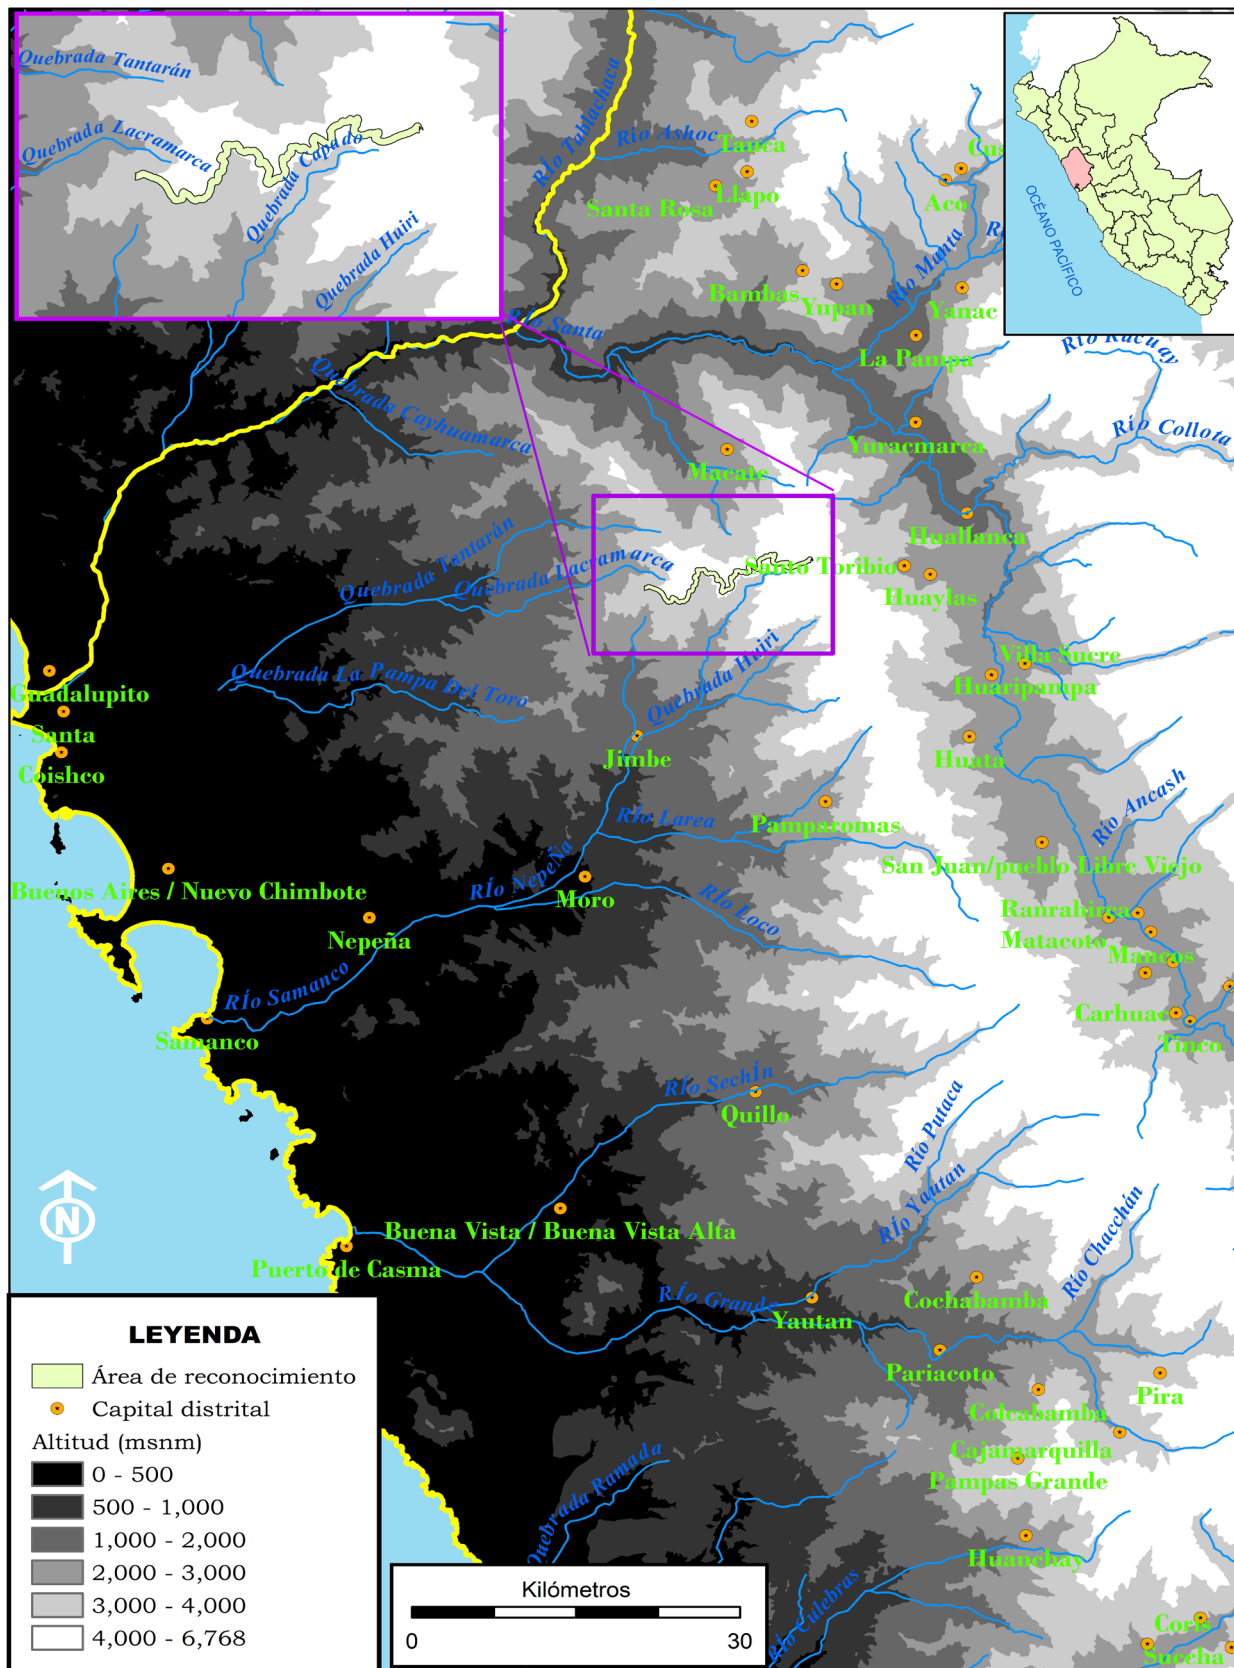 Quebrada Tantarán
Quebrada Lacramarca
Quebrada Capado
Quebrada Huiri
RÍo Tablachaca
Río Ashoc
Tauca
Llapo
Santa Rosa
Cus
Aco
OCÉANO PACÍFICO
Río Manta
Bambas
Yupan
Yanac
RÍo Santa
La Pampa
Río Kacuay
Quebrada Cayhuamarca
Yuracmarca
Río Collota
Macate
Huallanca
Quebrada Tantarán
Quebrada Lacramarca
Santo Toribio
Huaylas
Quebrada La Pampa Del Toro
Quebrada Huiri
Villa Sucre
Huaripampa
Guadalupito
Santa
Coishco
Jimbe
Huata
Río Ancash
RÍo Larea
Pamparomas
San Juan/pueblo Libre Viejo
Buenos Aires / Nuevo Chimbote
RÍo NepeÑa
Moro
RÍo Loco
Ranrahirca
Matacoto
Mancos
Nepeña
RÍo Samanco
Samanco
Carhuac
Tinco
RÍo SechÍn
Quillo
Río Putaca
RÍo Yaután
Río Chacchán
N
Buena Vista / Buena Vista Alta
Puerto de Casma
RÍo Grande
Yautan
Cochabamba
Pariacoto
Pira
Colcabamba
Cajamarquilla
Pampas Grande
Quebrada Ramada
Huanchay
RÍo Culebras
Coris
Succha
LEYENDA
Área de reconocimiento
Capital distrital
Altitud (msnm)
0 - 500
500 - 1,000
1,000 - 2,000
2,000 - 3,000
3,000 - 4,000
4,000 - 6,768
Kilómetros
0 30